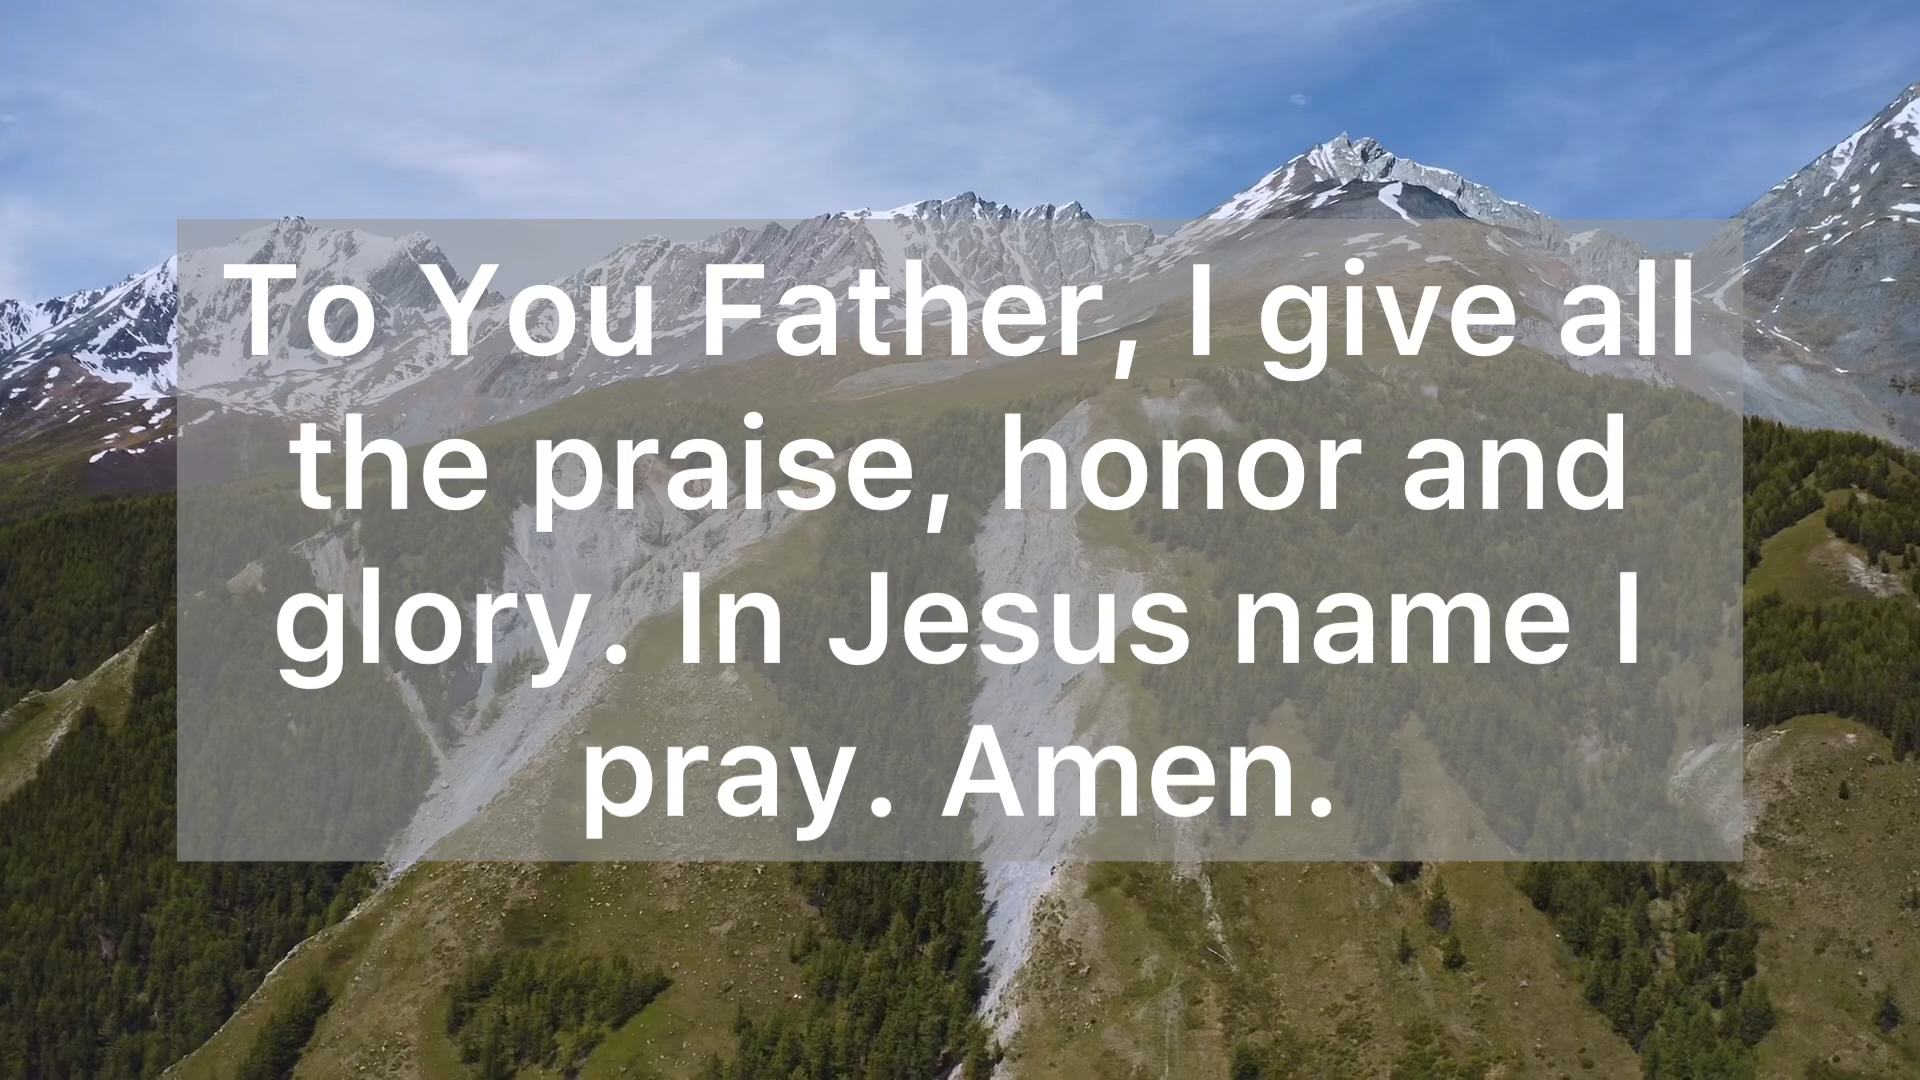 To You Father, I give all
the praise, honor and
glory. In Jesus name I
pray. Amen.